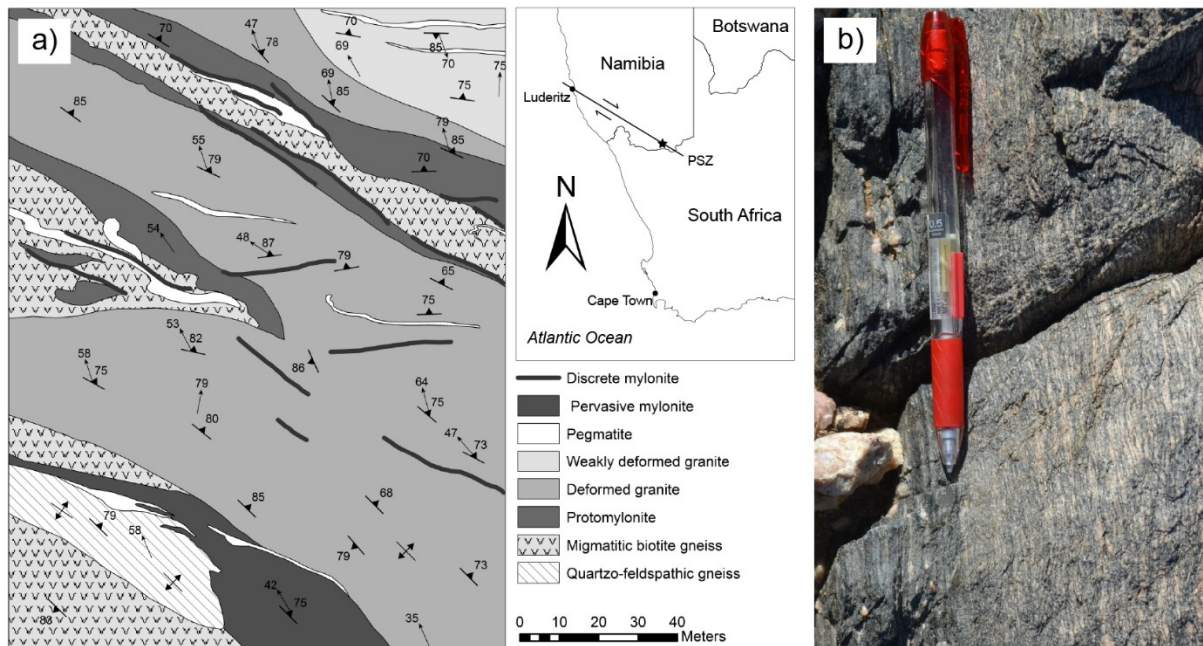 a)
70
47
78
70
69
85
70
75
69
85
75
85
79
85
55
79
70
54
48
87
79
65
75
53
82
86
58
75
64
75
79
80
47
73
85
68
79
58
79
73
42
75
83
35
Botswana
Namibia
Luderitz
PSZ
N
South Africa
Cape Town
Atlantic Ocean
Discrete mylonite
Pervasive mylonite
Pegmatite
Weakly deformed granite
Deformed granite
Protomylonite
Migmatitic biotite gneiss
Quartzo-feldspathic gneiss
0 10 20 30 40
Meters
b)
0.5